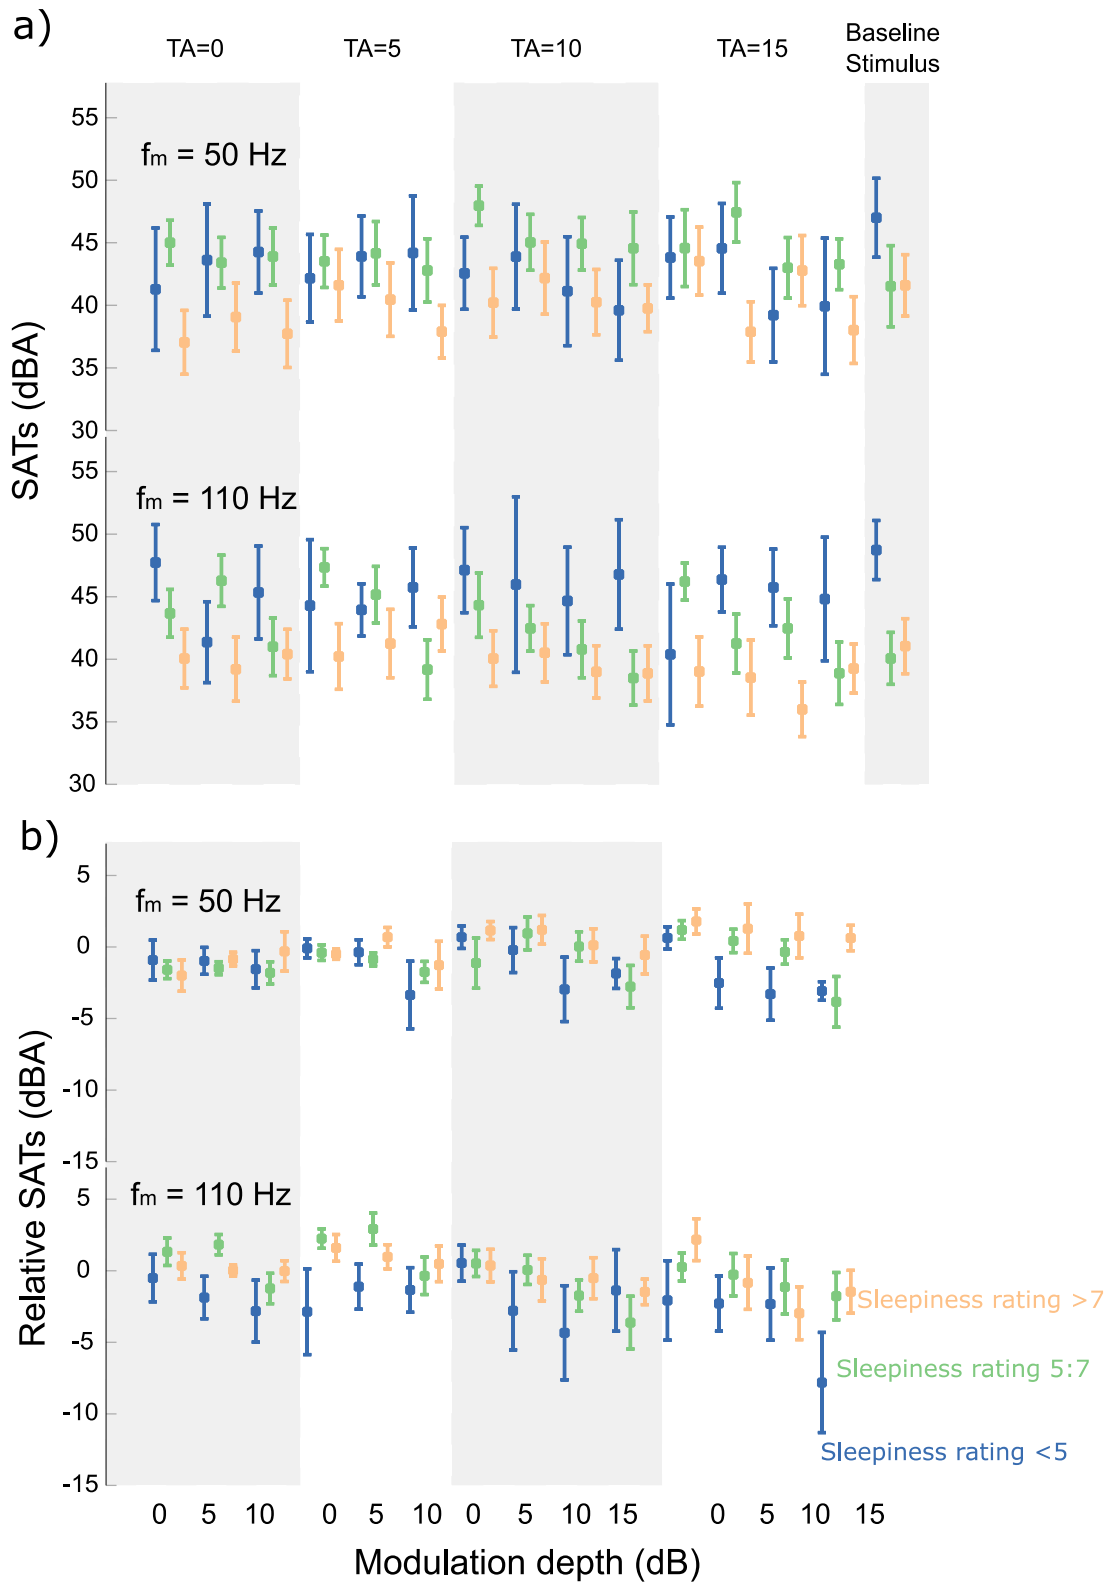 a)
TA=0 TA=5 TA=10 TA=15 Baseline
Stimulus
fm = 50 Hz
55
50
45
40
35
30
fm = 110 Hz
55
50
45
40
35
30
SATs (dBA)
b)
fm = 50 Hz
5
0
-5
-10
-15
fm = 110 Hz
5
0
-5
-10
-15
Relative SATs (dBA)
Sleepiness rating >7
Sleepiness rating 5:7
Sleepiness rating <5
0 5 10 0 5 10 0 5 10 15 0 5 10 15
Modulation depth (dB)